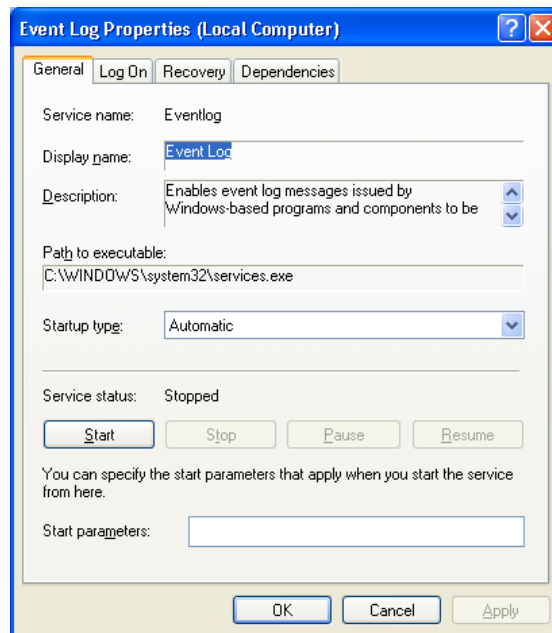 Event Log Properties (Local Computer)
General Log On Recovery Dependencies
Service name: Eventlog
Display name: Event Log
Description: Enables event log messages issued by
Windows-based programs and components to be
Path to executable:
C:\WINDOWS\system32\services.exe
Startup type: Automatic
Service status: Stopped
Start Stop Pause Resume
You can specify the start parameters that apply when you start the service
from here.
Start parameters:
OK Cancel Apply